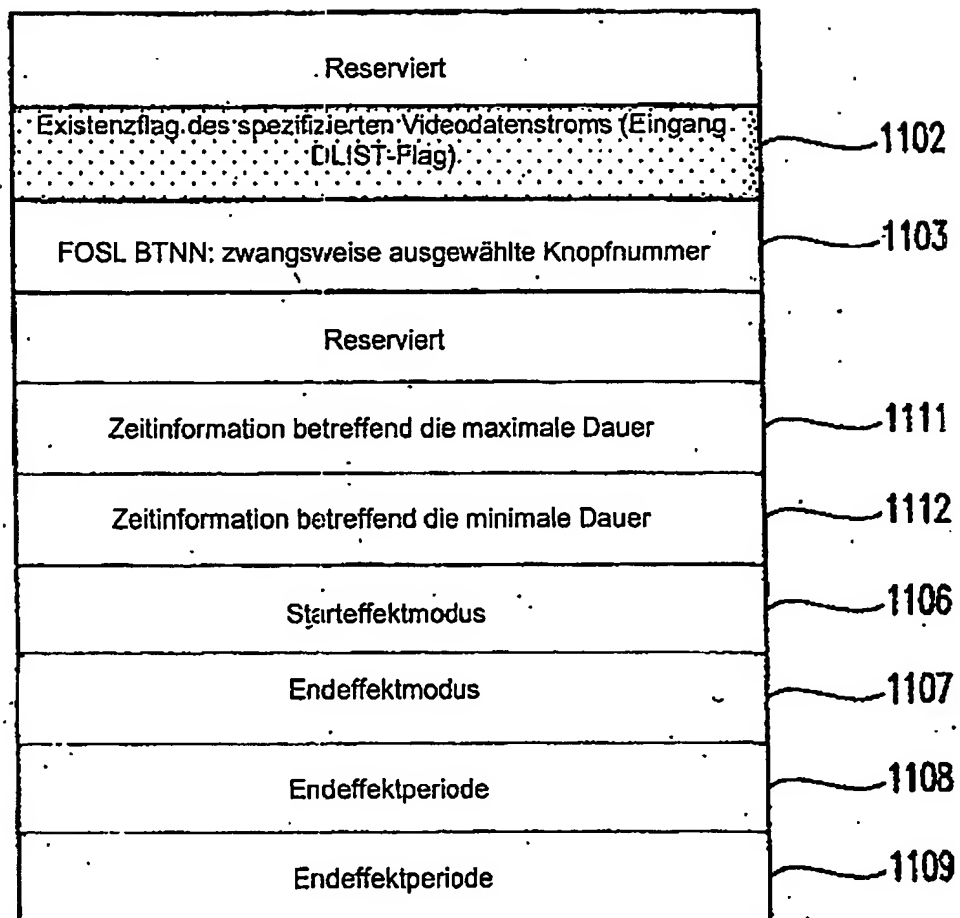 Reserviert
Existenzflag des spezifizierten Videodatenstroms (Eingang
DLIST-Flag)
1102
FOSL BTNN: zwangsweise ausgewählte Knopfnummer
1103
Reserviert
Zeitinformation betreffend die maximale Dauer
1111
Zeitinformation betreffend die minimale Dauer
1112
Starteffektmodus
1106
Endeffektmodus
1107
Endeffektperiode
1108
Endeffektperiode
1109